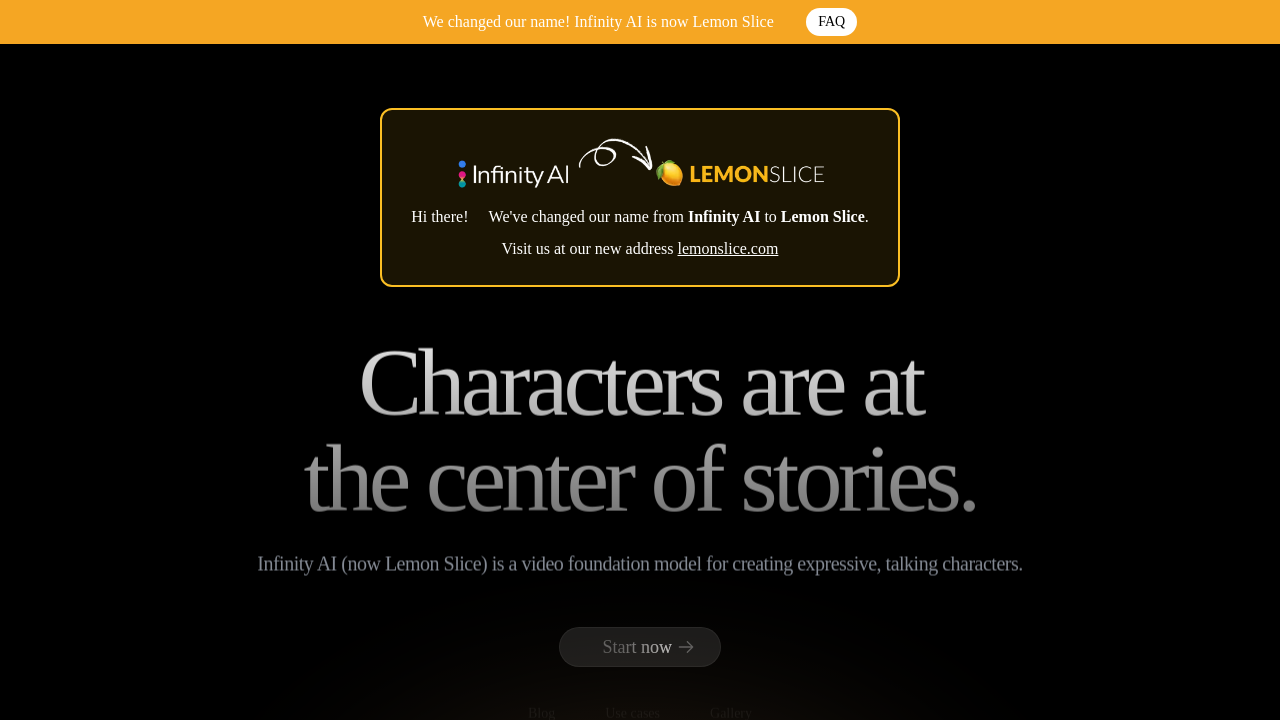 We changed our name! Infinity AI is now Lemon Slice
FAQ
Infinity AI
LEMONSLICE
Hi there! We've changed our name from Infinity AI to Lemon Slice.
Visit us at our new address lemonslice.com
Characters are at
the center of stories.
Infinity AI (now Lemon Slice) is a video foundation model for creating expressive, talking characters.
Start now
Blog
Use cases
Gallery